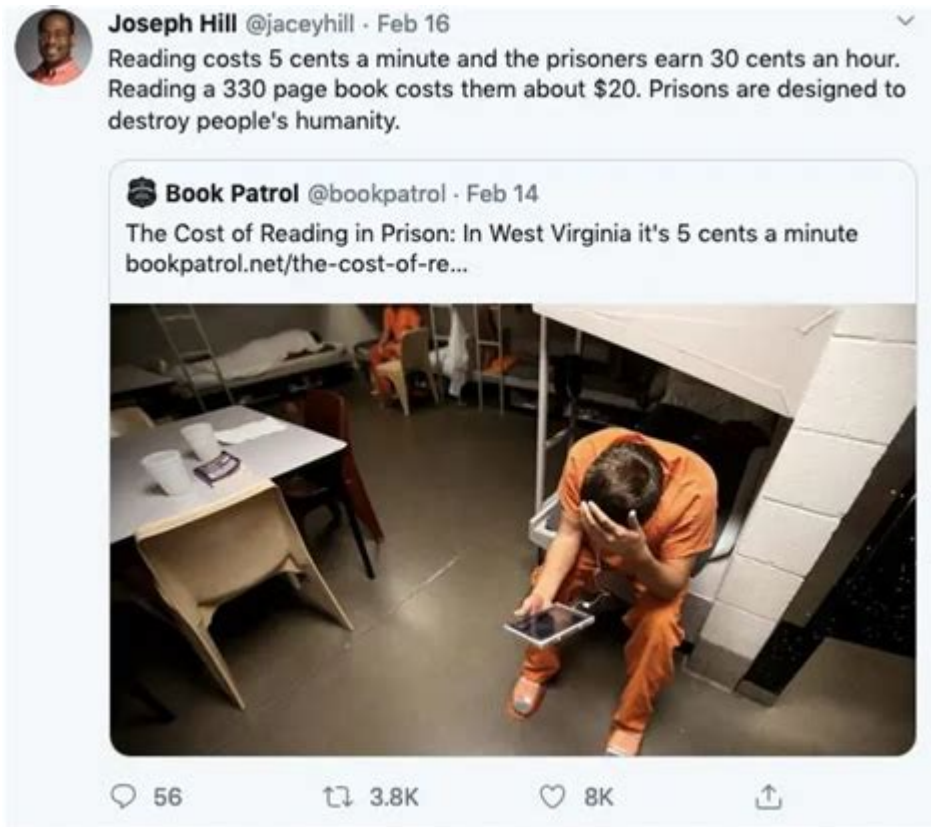 Joseph Hill @jaceyhill · Feb 16
Reading costs 5 cents a minute and the prisoners earn 30 cents an hour.
Reading a 330 page book costs them about $20. Prisons are designed to
destroy people's humanity.
Book Patrol @bookpatrol · Feb 14
The Cost of Reading in Prison: In West Virginia it's 5 cents a minute
bookpatrol.net/the-cost-of-re...
56 3.8K 8K